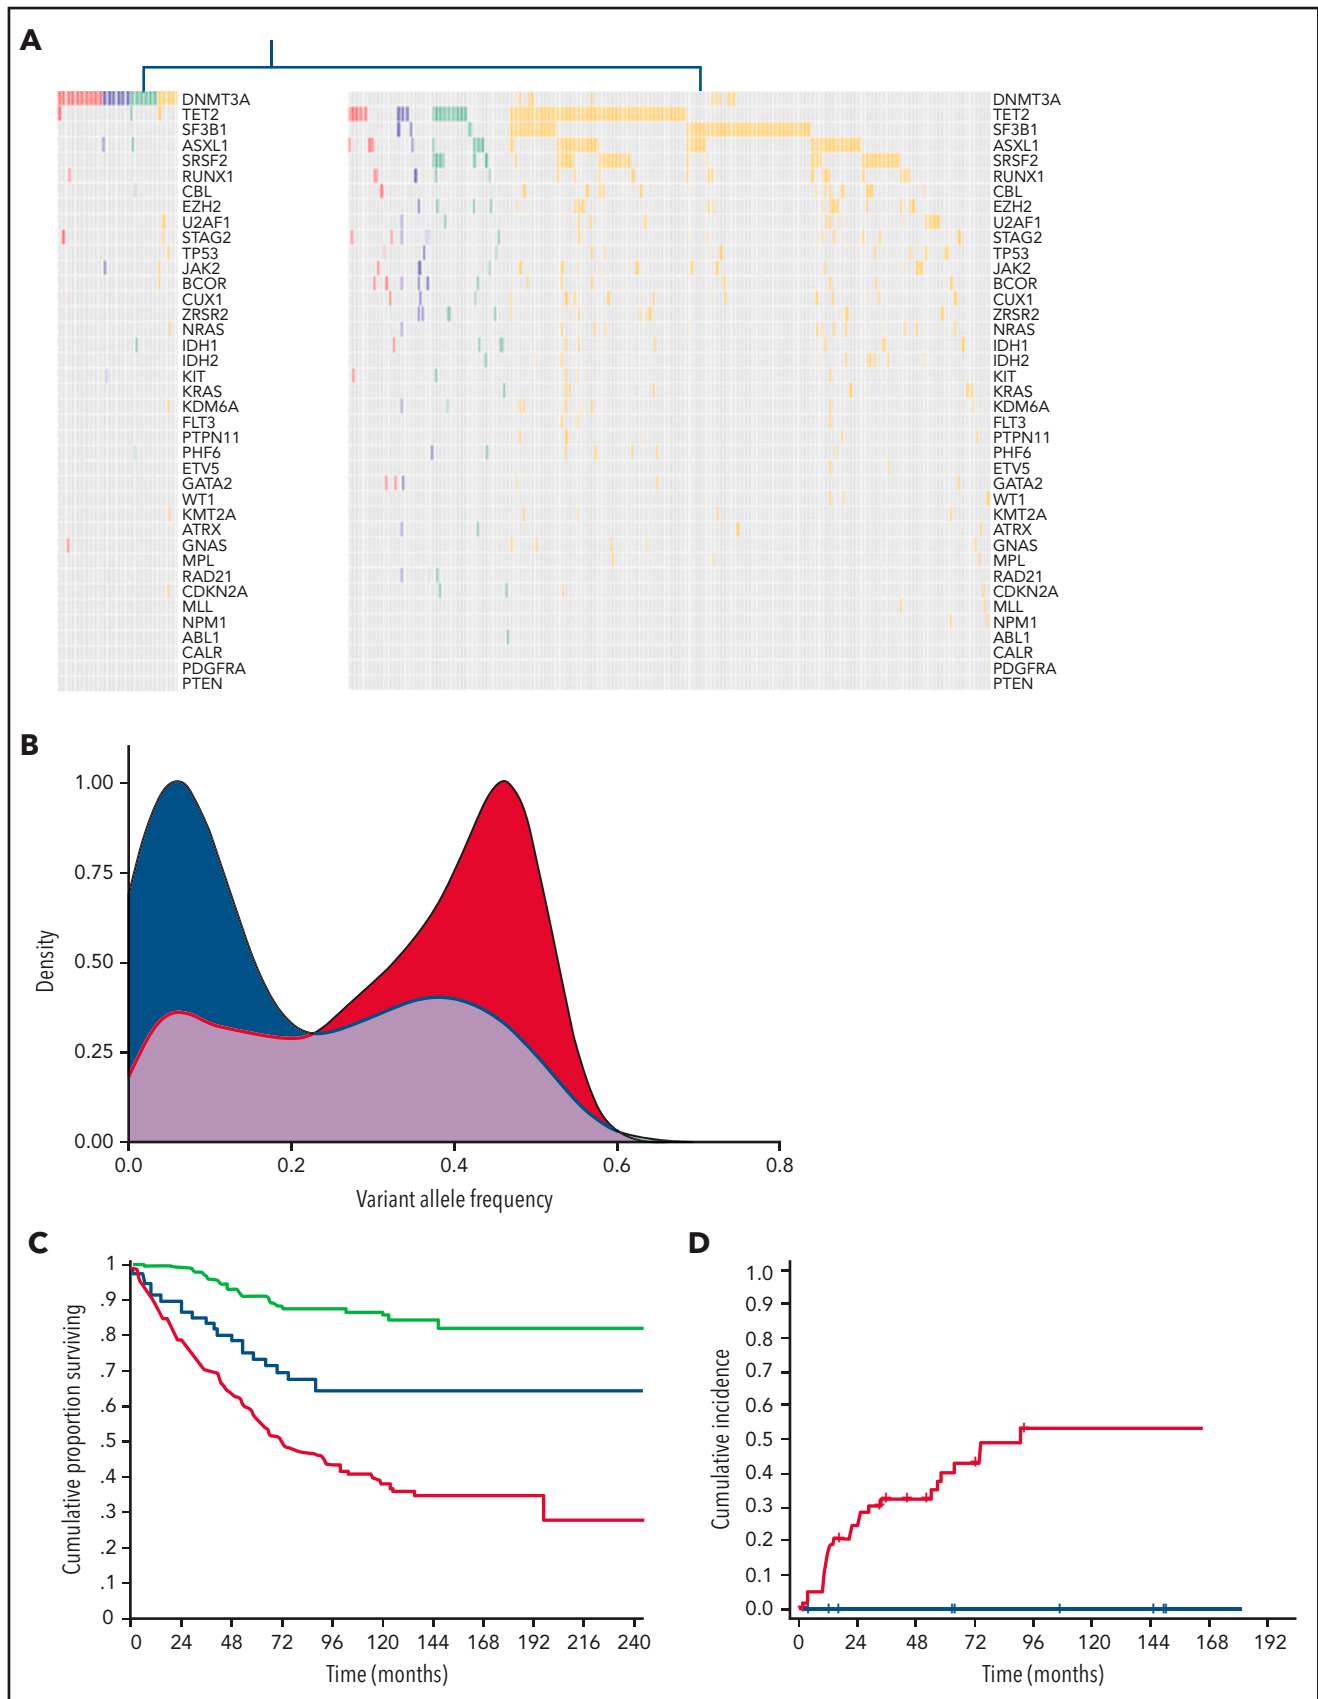 A
DNMT3A DNMT3A
TET2 TET2
SF3B1 SF3B1
ASXL1 ASXL1
SRSF2 SRSF2
RUNX1 RUNX1
CBL CBL
EZH2 EZH2
U2AF1 U2AF1
STAG2 STAG2
TP53 TP53
JAK2 JAK2
BCOR BCOR
CUX1 CUX1
ZRSR2 ZRSR2
NRAS NRAS
IDH1 IDH1
IDH2 IDH2
KIT KIT
KRAS KRAS
KDM6A KDM6A
FLT3 FLT3
PTPN11 PTPN11
PHF6 PHF6
ETV5 ETV5
GATA2 GATA2
WT1 WT1
KMT2A KMT2A
ATRX ATRX
GNAS GNAS
MPL MPL
RAD21 RAD21
CDKN2A CDKN2A
MLL MLL
NPM1 NPM1
ABL1 ABL1
CALR CALR
PDGFRA PDGFRA
PTEN PTEN
B
Density
1.00
0.75
0.50
0.25
0.00
0.0 0.2 0.4 0.6 0.8
Variant allele frequency
C
Cumulative proportion surviving
1
.9
.8
.7
.6
.5
.4
.3
.2
.1
0
0 24 48 72 96 120 144 168 192 216 240
Time (months)
D
Cumulative incidence
1.0
0.9
0.8
0.7
0.6
0.5
0.4
0.3
0.2
0.1
0.0
0 24 48 72 96 120 144 168 192
Time (months)